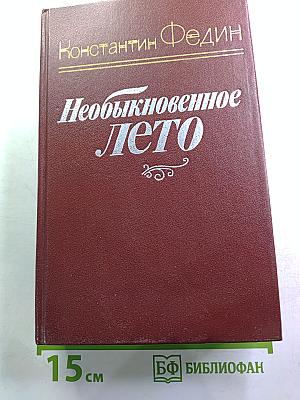 Константин Федин
Необыкновенное
лето
15 см
БФ БИБЛИОФАН